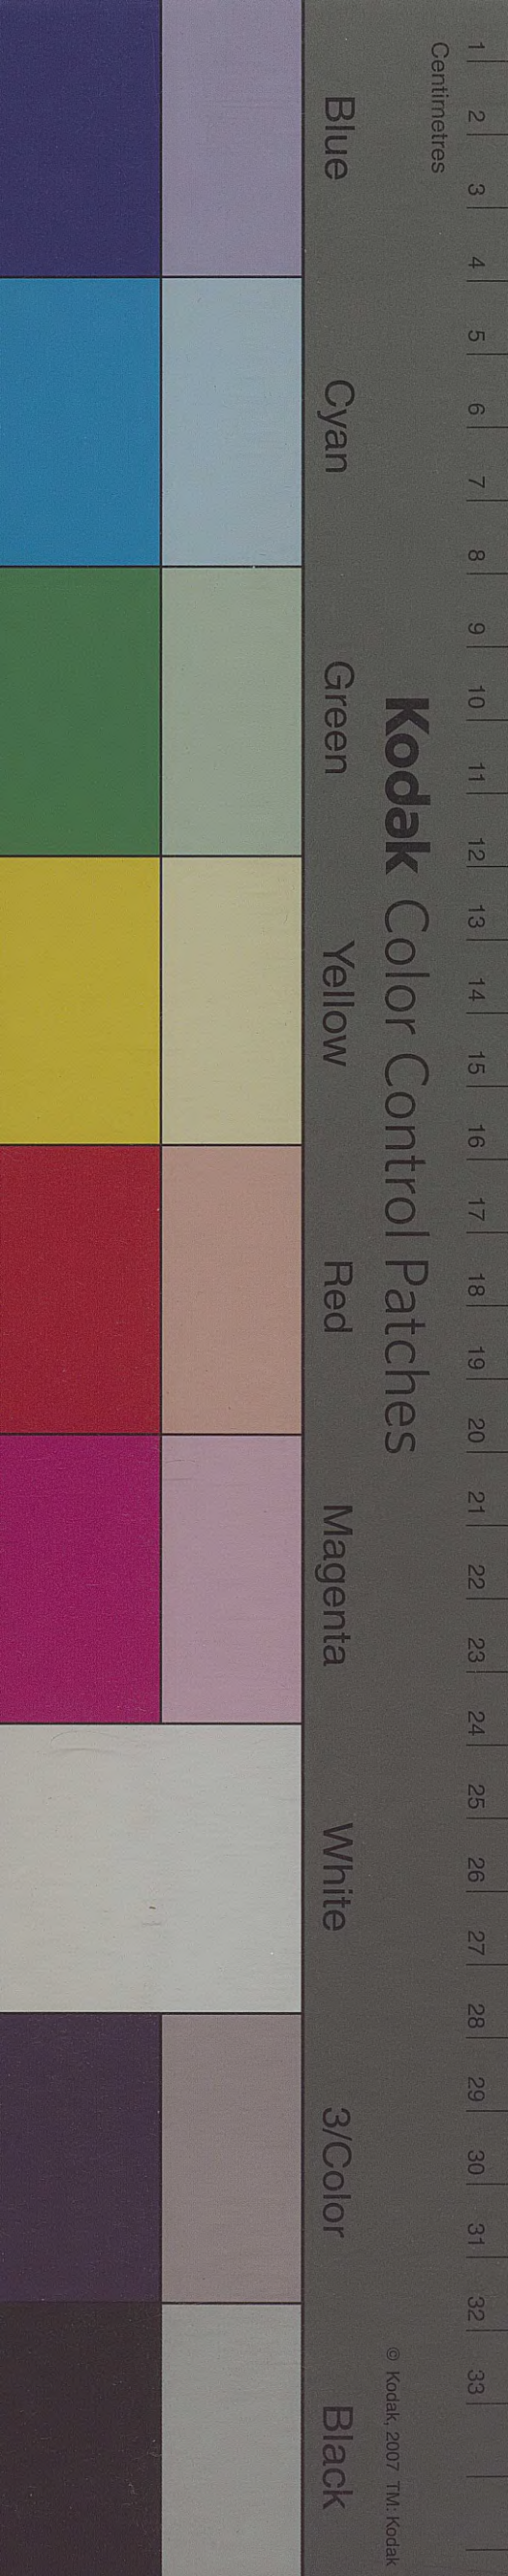 Centimetres
1 2 3 4 5 6 7 8 9 10 11 12 13 14 15 16 17 18 19 20 21 22 23 24 25 26 27 28 29 30 31 32 33
Kodak Color Control Patches
© Kodak, 2007 TM: Kodak
Blue Cyan Green Yellow Red Magenta White 3/Color Black